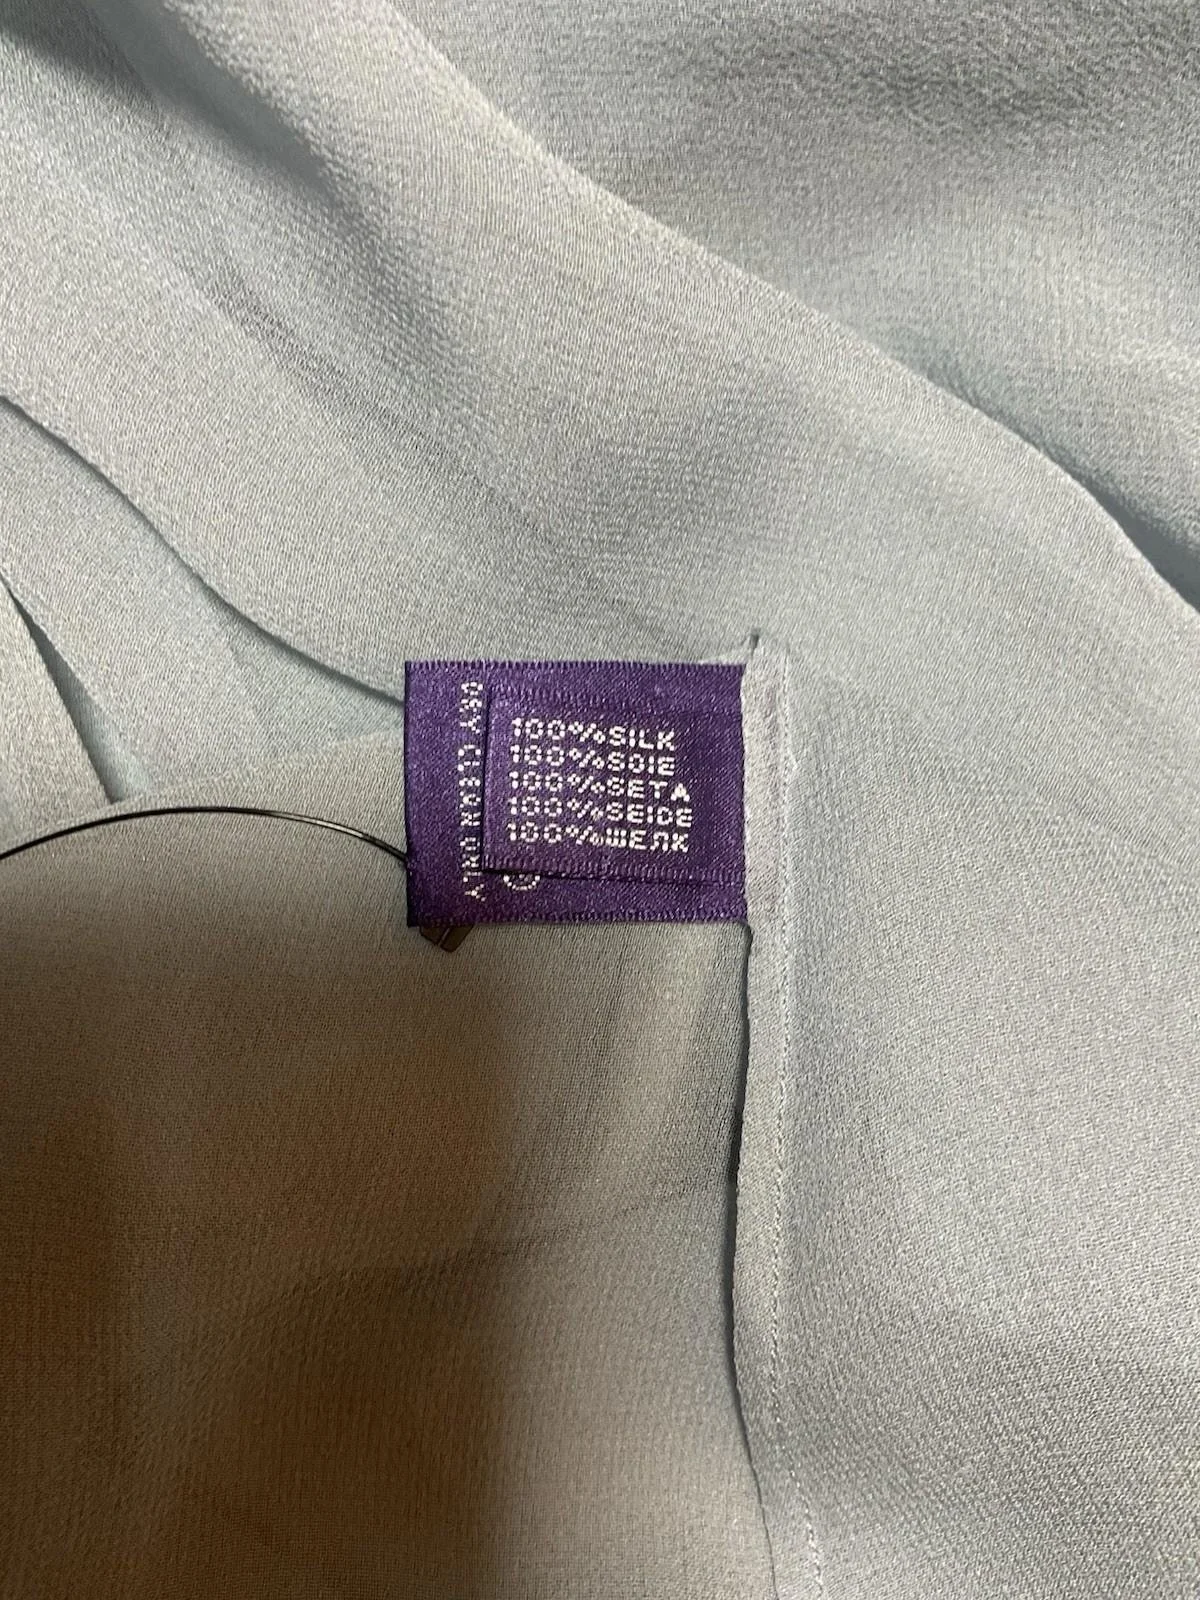 100%SILK
100%SOIE
100%SETA
100%SEIDE
100%ШЕЛК
DRY CLEAN ONLY